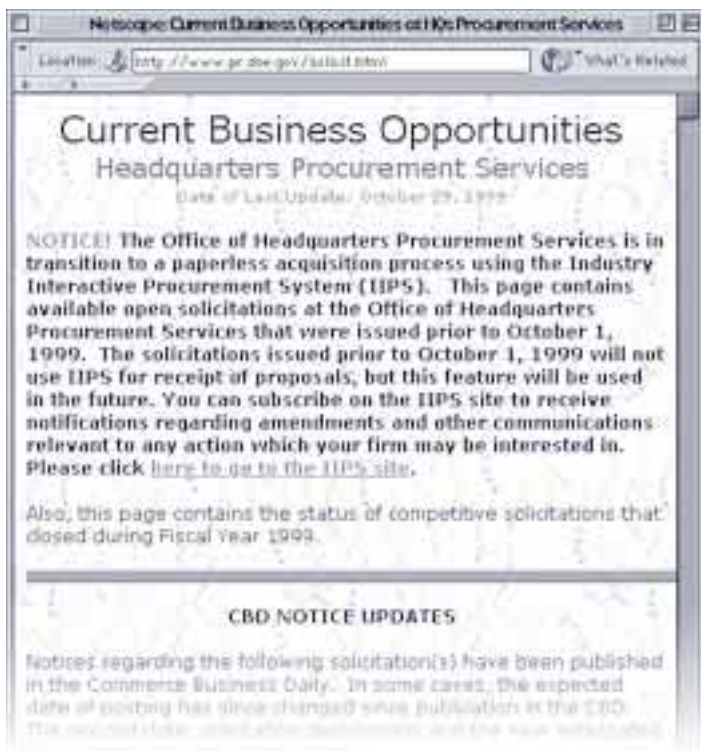 Netscape: Current Business Opportunities at HQs Procurement Services
Location: http://www.pr.doe.gov/solicit.html What's Related
Current Business Opportunities
Headquarters Procurement Services
Date of Last Update: October 29, 1999
NOTICE! The Office of Headquarters Procurement Services is in
transition to a paperless acquisition process using the Industry
Interactive Procurement System (IIPS). This page contains
available open solicitations at the Office of Headquarters
Procurement Services that were issued prior to October 1,
1999. The solicitations issued prior to October 1, 1999 will not
use IIPS for receipt of proposals, but this feature will be used
in the future. You can subscribe on the IIPS site to receive
notifications regarding amendments and other communications
relevant to any action which your firm may be interested in.
Please click here to go to the IIPS site.
Also, this page contains the status of competitive solicitations that
closed during Fiscal Year 1999.
CBD NOTICE UPDATES
Notices regarding the following solicitation(s) have been published
in the Commerce Business Daily. In some cases, the expected
date of posting has since changed since publication in the CBD.